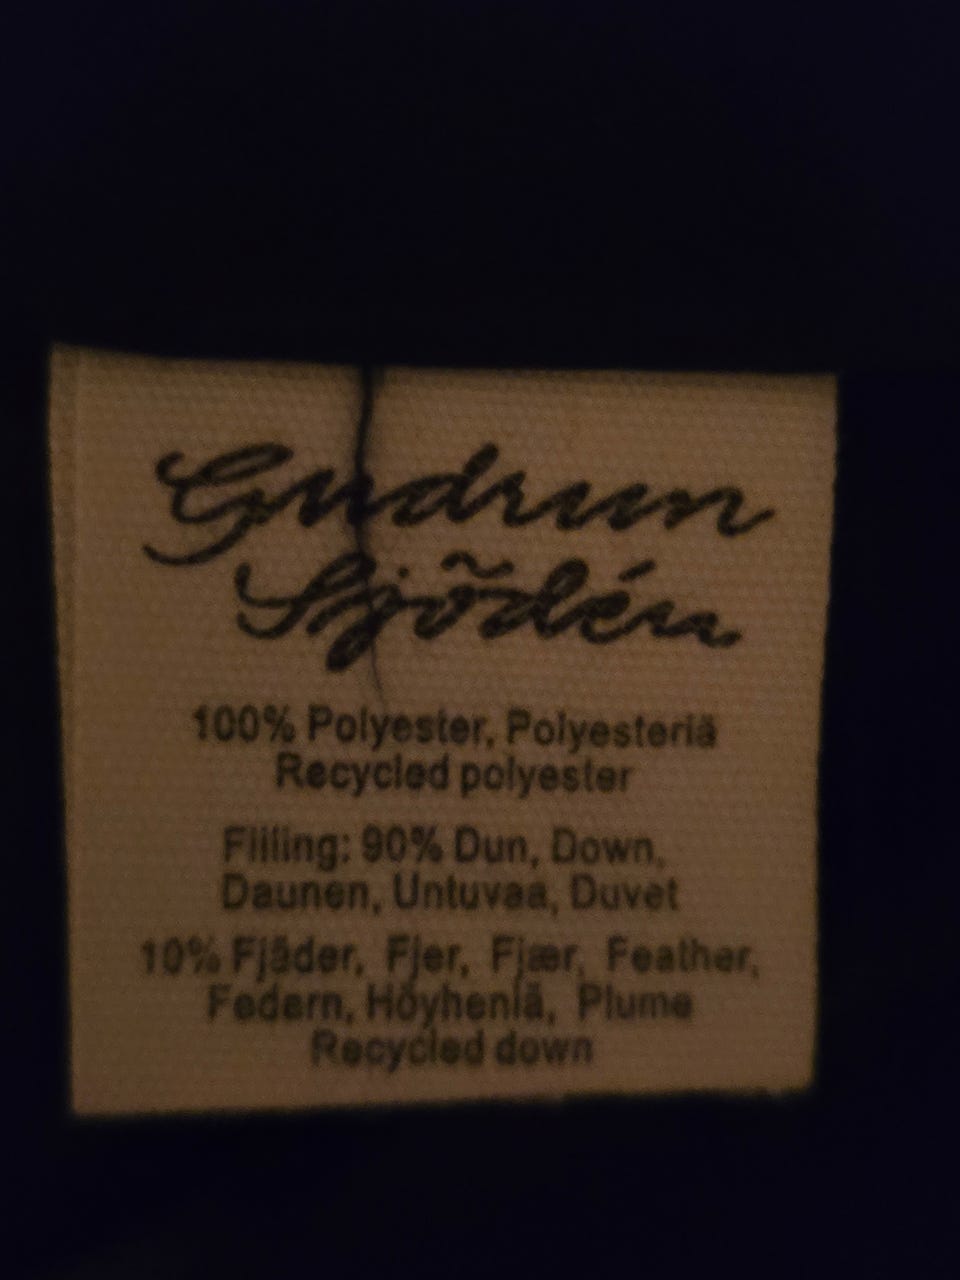 Gudrun
Sjödén
100% Polyester, Polyesteriä
Recycled polyester
Filling: 90% Dun, Down,
Daunen, Untuvaa, Duvet
10% Fjäder, Fjer, Fjær, Feather,
Federn, Höyheniä, Plume
Recycled down